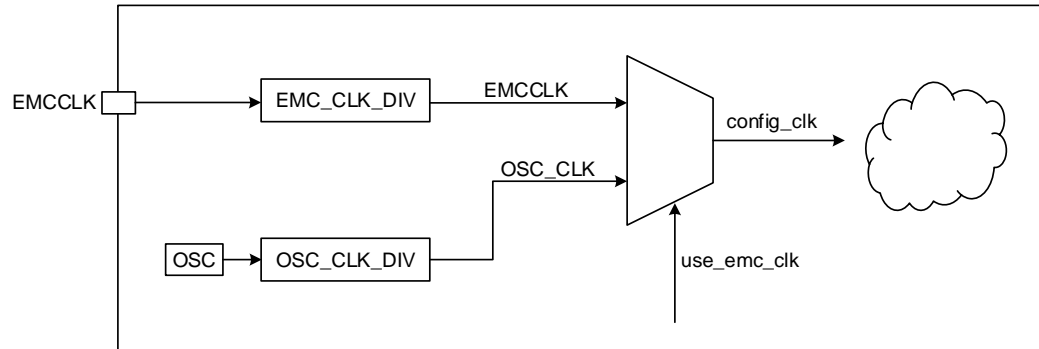 EMCCLK
EMC_CLK_DIV
EMCCLK
config_clk
OSC_CLK
OSC
OSC_CLK_DIV
use_emc_clk